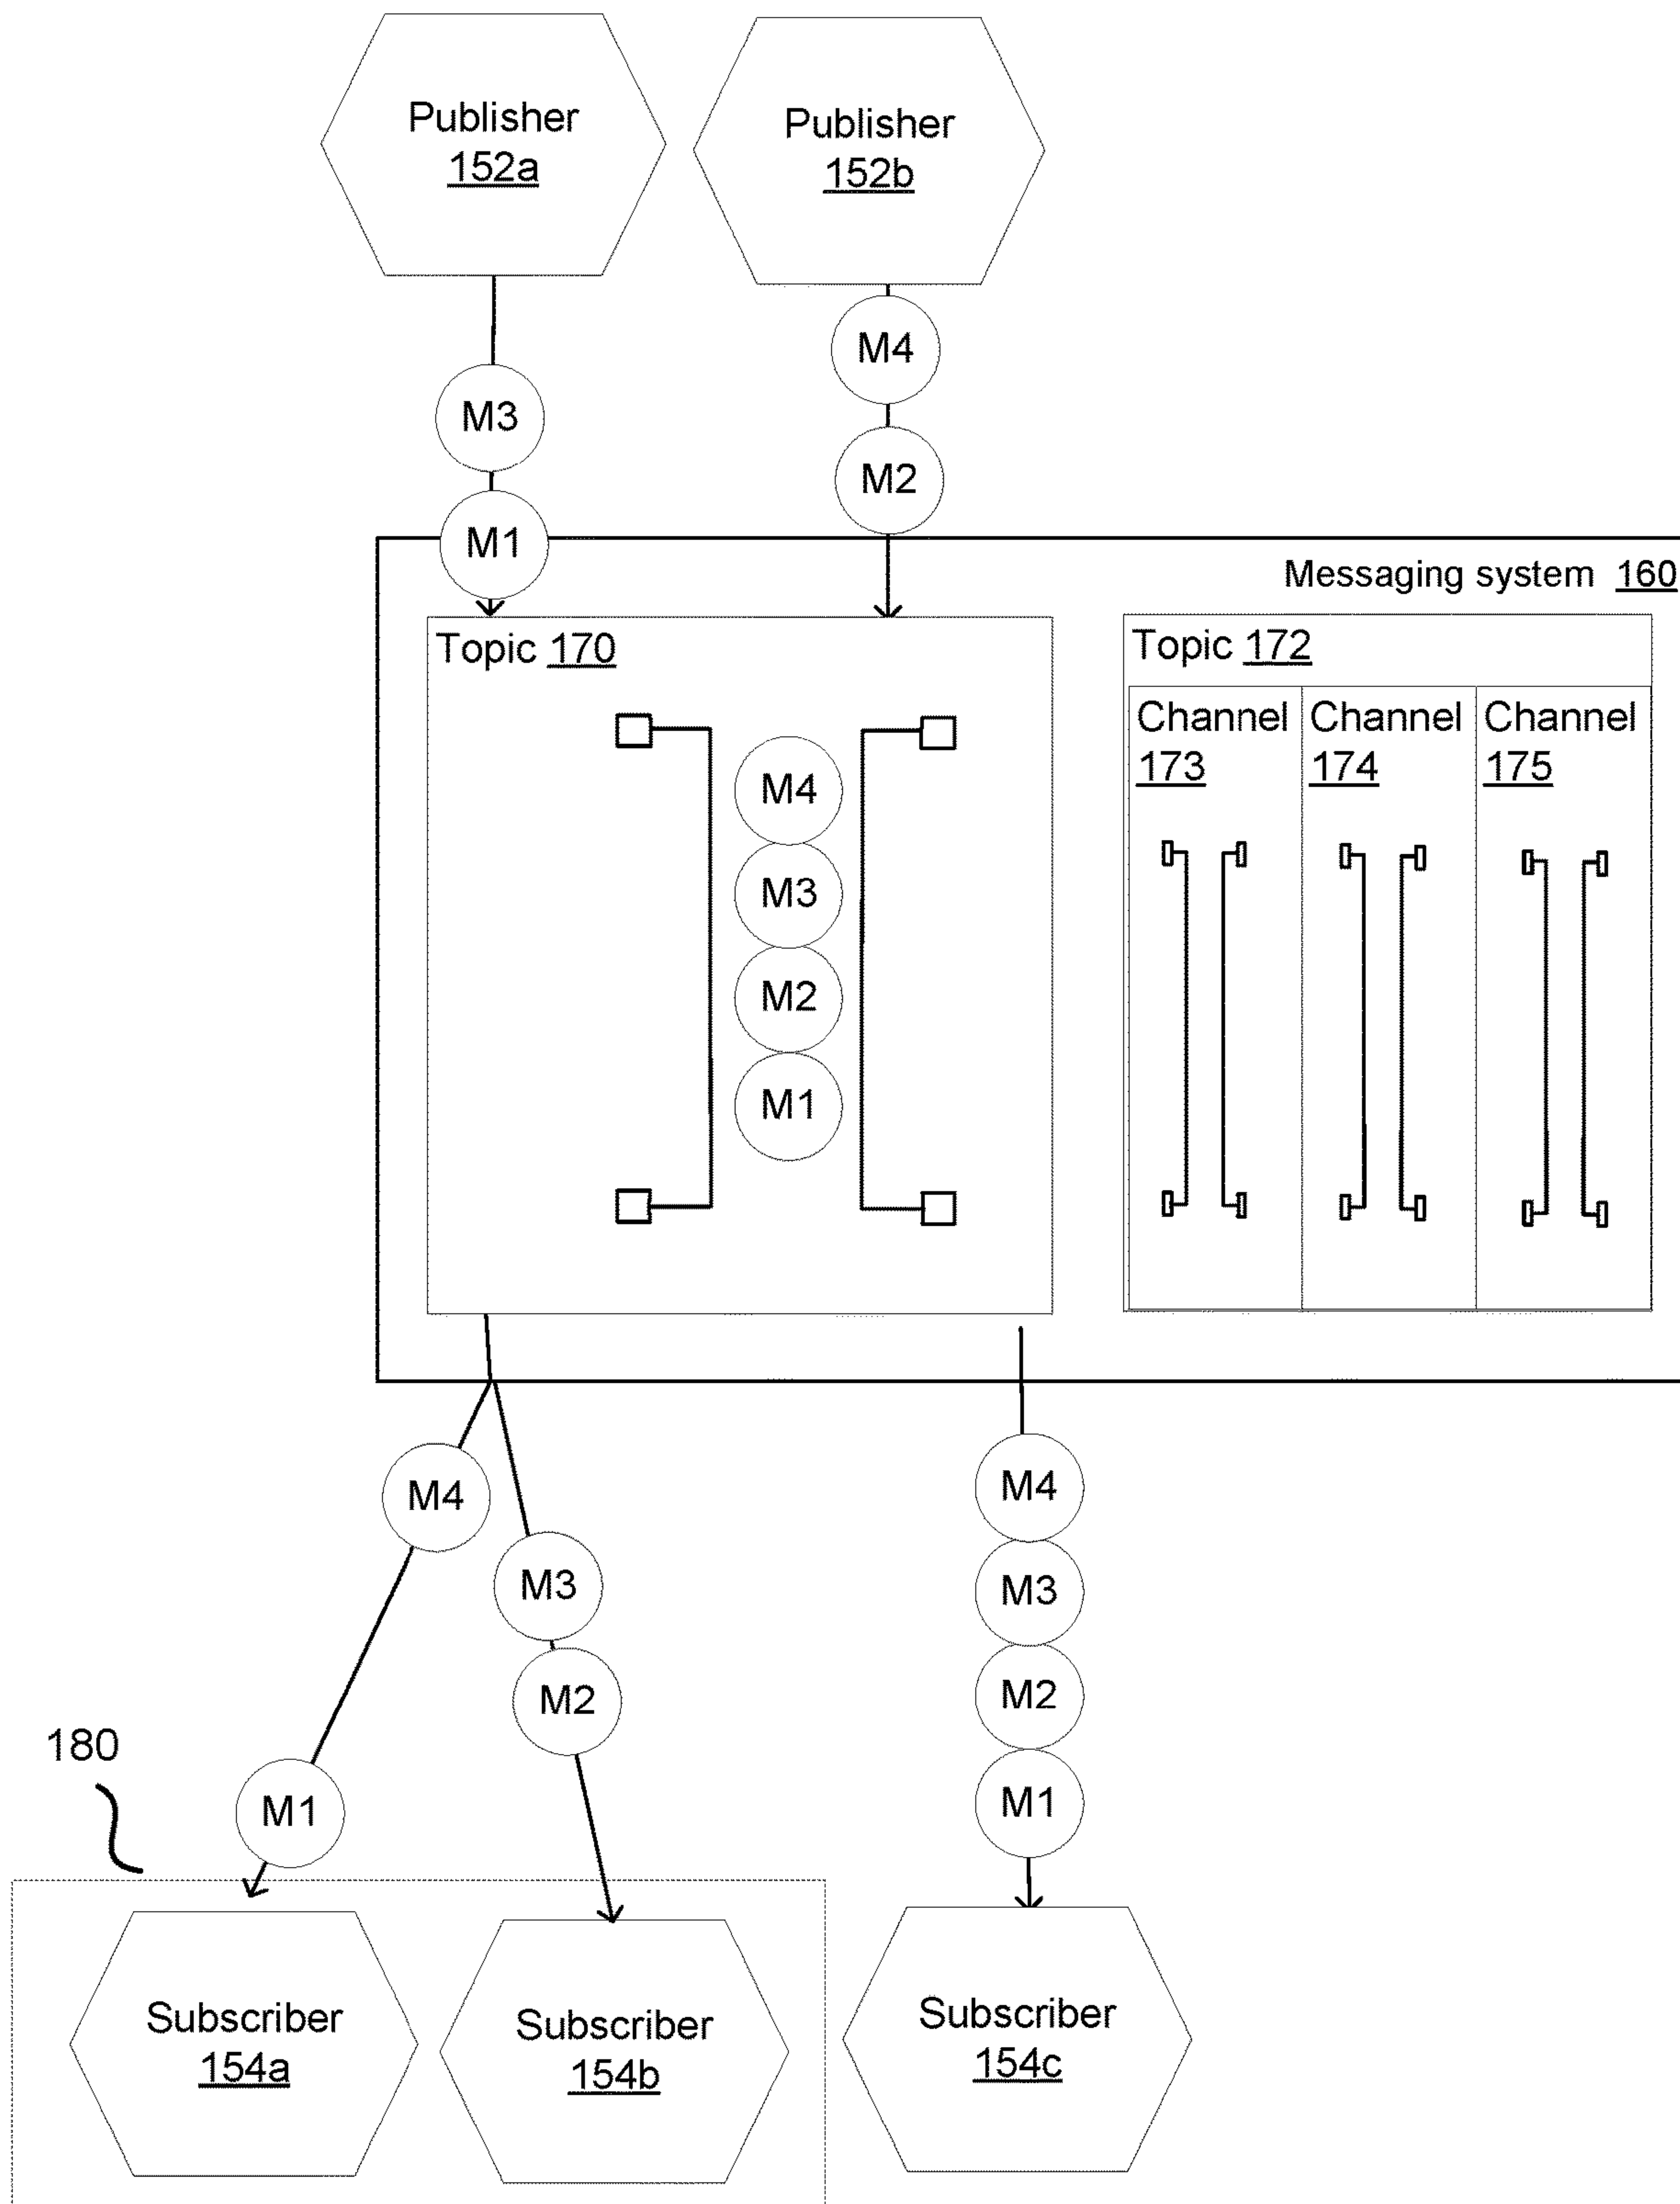 Publisher
152a
Publisher
152b
M4
M3
M2
M1
Messaging system 160
Topic 170
Topic 172
Channel
173
Channel
174
Channel
175
M4
M3
M2
M1
M4
M3
M2
M1
M4
M3
M2
M1
180
Subscriber
154a
Subscriber
154b
Subscriber
154c